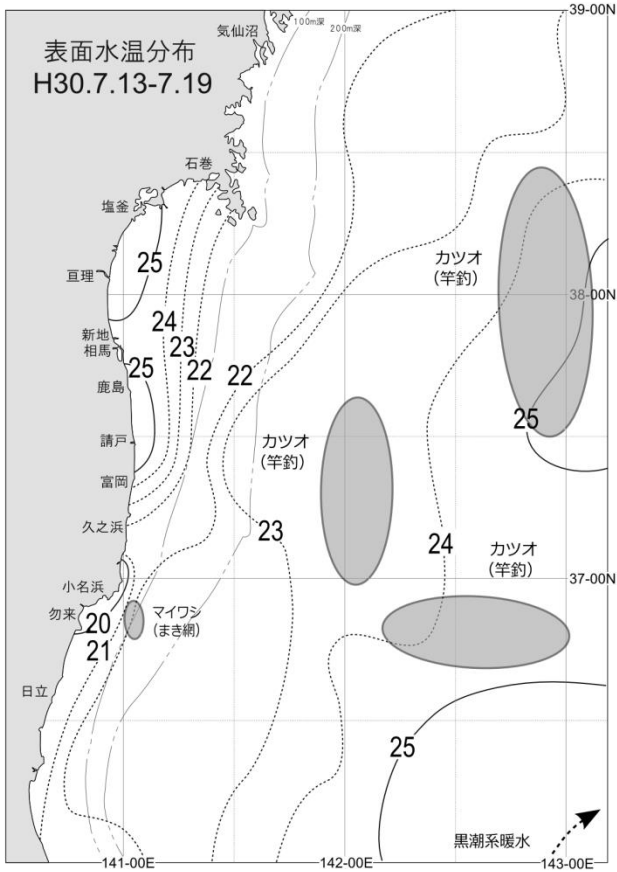 表面水温分布
H30.7.13-7.19
39-00N
気仙沼
100m深
200m深
石巻
塩釜
25
亘理
カツオ
(竿釣)
38-00N
24
新地
23
相馬
22
22
25
鹿島
25
カツオ
(竿釣)
請戸
富岡
久之浜
23
24
カツオ
(竿釣)
37-00N
小名浜
勿来
20
マイワシ
(まき網)
21
日立
25
黒潮系暖水
141-00E
142-00E
143-00E